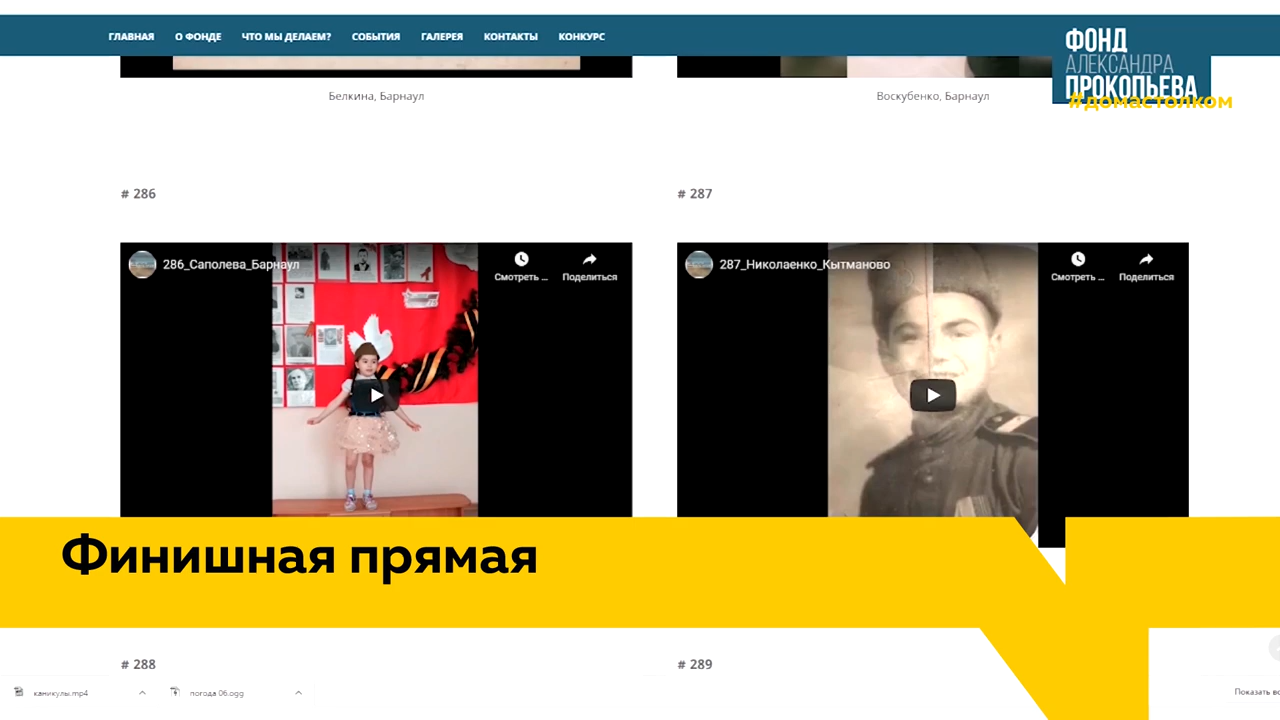 ГЛАВНАЯ О ФОНДЕ ЧТО МЫ ДЕЛАЕМ? СОБЫТИЯ ГАЛЕРЕЯ КОНТАКТЫ КОНКУРС
ФОНД
АЛЕКСАНДРА
ПРОКОПЬЕВА
#домастолком
Белкина, Барнаул
Воскубенко, Барнаул
# 286
# 287
286_Саполева_Барнаул
Смотреть ...
Поделиться
287_Николаенко_Кытманово
Смотреть ...
Поделиться
Финишная прямая
# 288
# 289
каникулы.mp4
погода 06.ogg
Показать вс